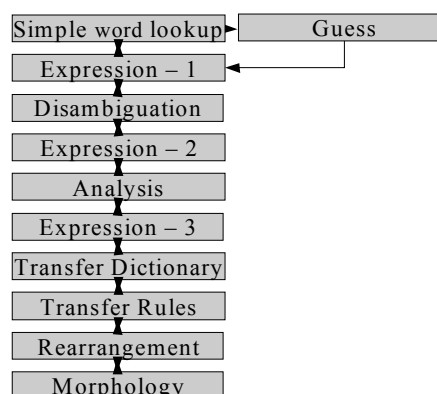 Simple word lookup
Guess
Expression – 1
Disambiguation
Expression – 2
Analysis
Expression – 3
Transfer Dictionary
Transfer Rules
Rearrangement
Morphology